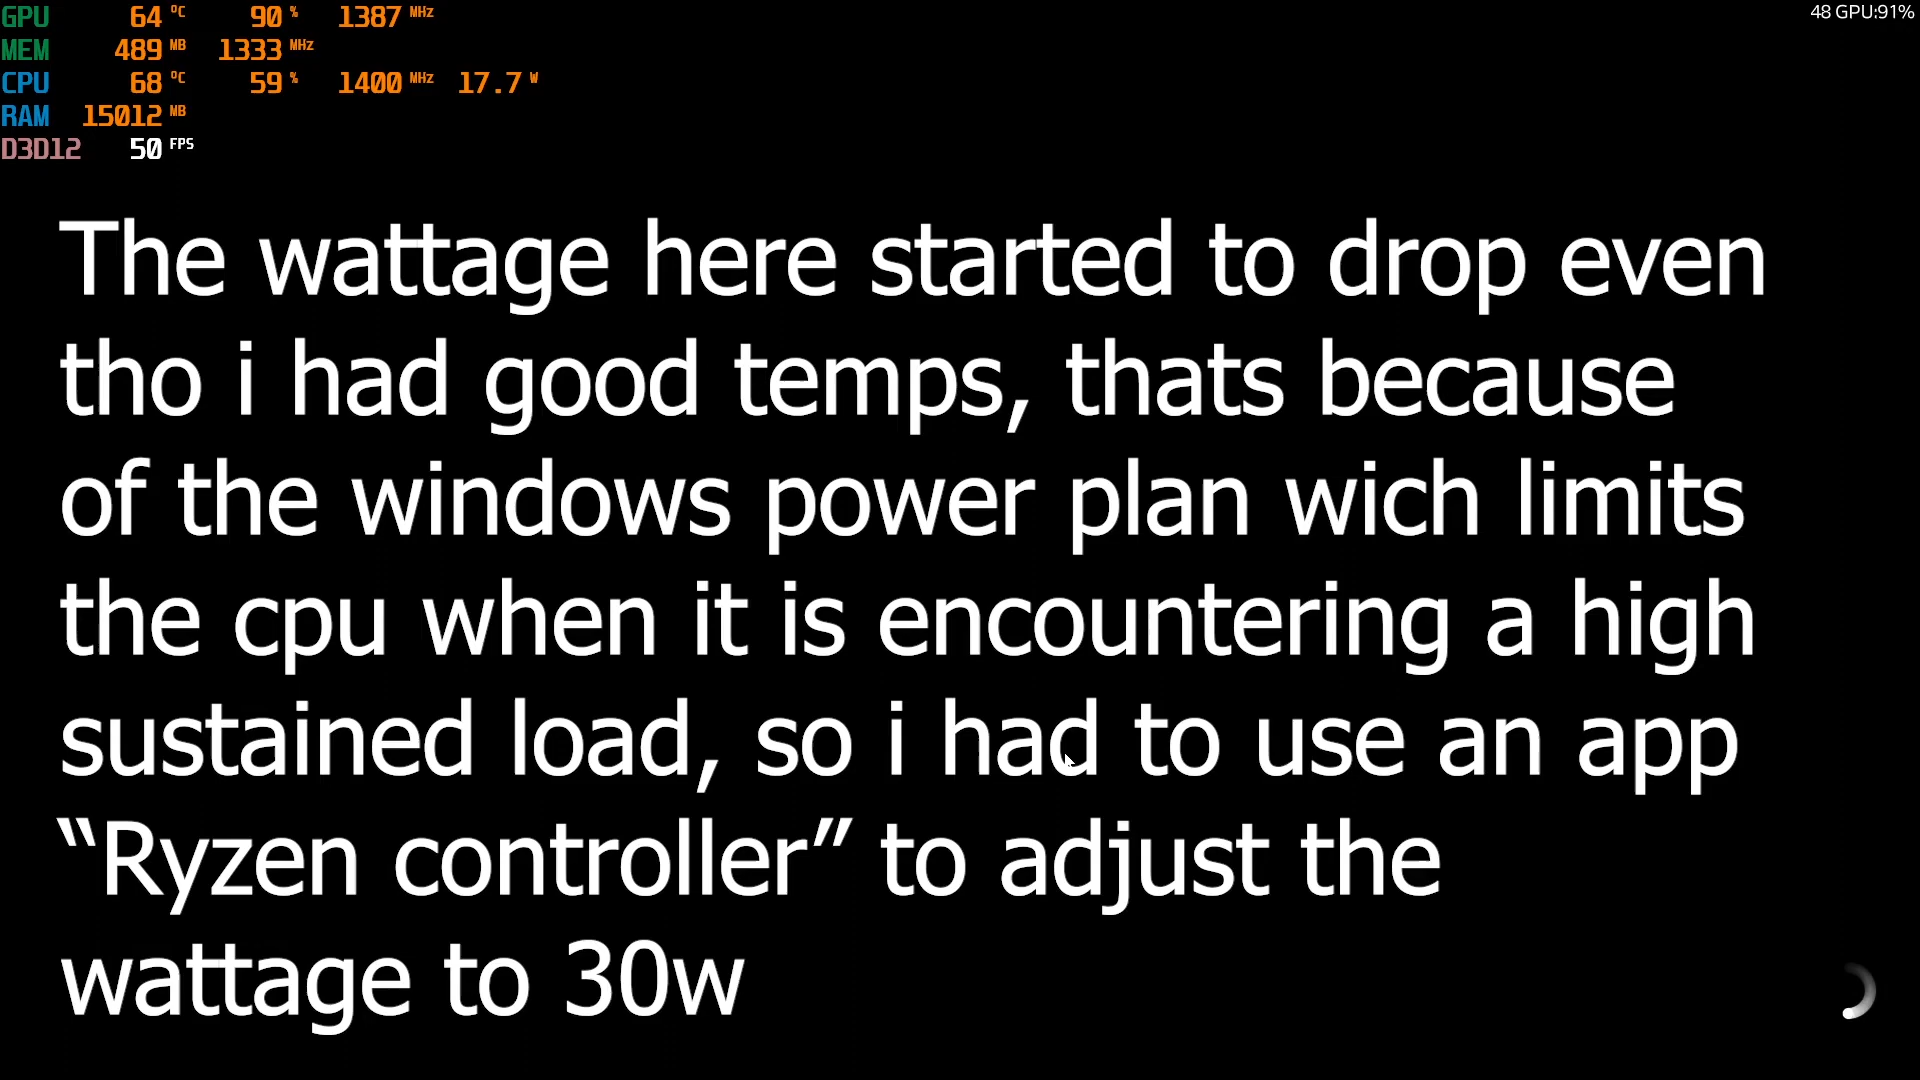 GPU 64 °C 90 % 1387 MHz
48 GPU:91%
MEM 489 MB 1333 MHz
CPU 68 °C 59 % 1400 MHz 17.7 W
RAM 15012 MB
D3D12 50 FPS
The wattage here started to drop even
tho i had good temps, thats because
of the windows power plan wich limits
the cpu when it is encountering a high
sustained load, so i had to use an app
“Ryzen controller” to adjust the
wattage to 30w